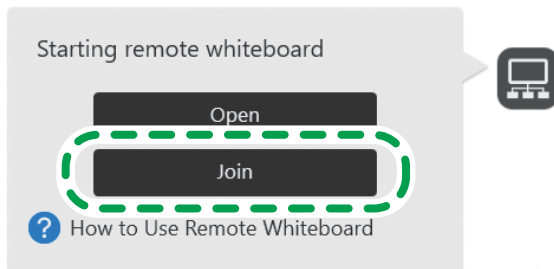 Starting remote whiteboard
Open
Join
? How to Use Remote Whiteboard